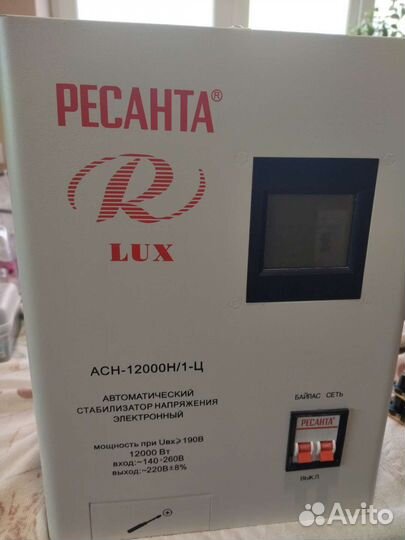 РЕСАНТА®
R
LUX
АСН-12000Н/1-Ц
АВТОМАТИЧЕСКИЙ
СТАБИЛИЗАТОР НАПРЯЖЕНИЯ
ЭЛЕКТРОННЫЙ
мощность при Uвх⩾190В
12000 Вт
вход:~140-260В
выход:~220В±8%
БАЙПАС СЕТЬ
РЕСАНТА
ВЫКЛ
Avito